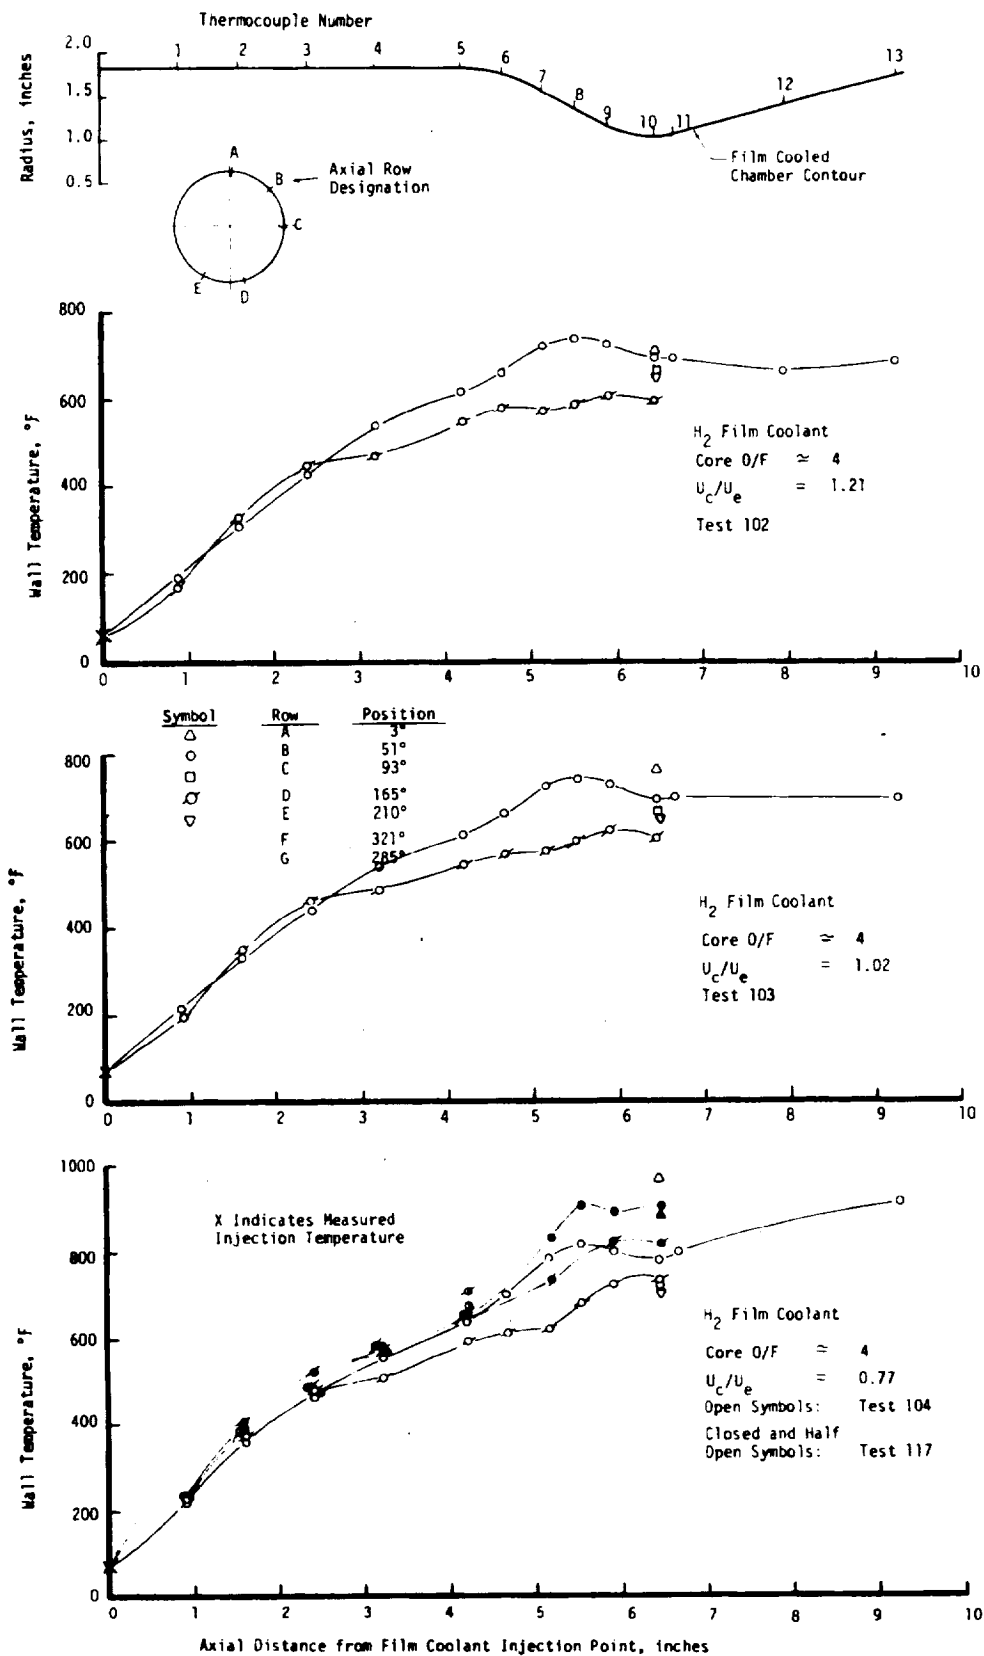 Thermocouple Number
1 2 3 4 5 6 7 8 9 10 11 12 13
Radius, inches
2.0
1.5
1.0
0.5
Film Cooled
Chamber Contour
Axial Row
Designation
A
B
C
D
E
Wall Temperature, °F
800
600
400
200
0
0 1 2 3 4 5 6 7 8 9 10
H2 Film Coolant
Core O/F ≃ 4
Uc/Ue = 1.21
Test 102
Symbol Row Position
A 3°
B 51°
C 93°
D 165°
E 210°
F 321°
G 285°
Wall Temperature, °F
800
600
400
200
0
0 1 2 3 4 5 6 7 8 9 10
H2 Film Coolant
Core O/F ≃ 4
Uc/Ue = 1.02
Test 103
Wall Temperature, °F
1000
800
600
400
200
0
X Indicates Measured
Injection Temperature
H2 Film Coolant
Core O/F ≃ 4
Uc/Ue = 0.77
Open Symbols: Test 104
Closed and Half
Open Symbols: Test 117
0 1 2 3 4 5 6 7 8 9 10
Axial Distance from Film Coolant Injection Point, inches